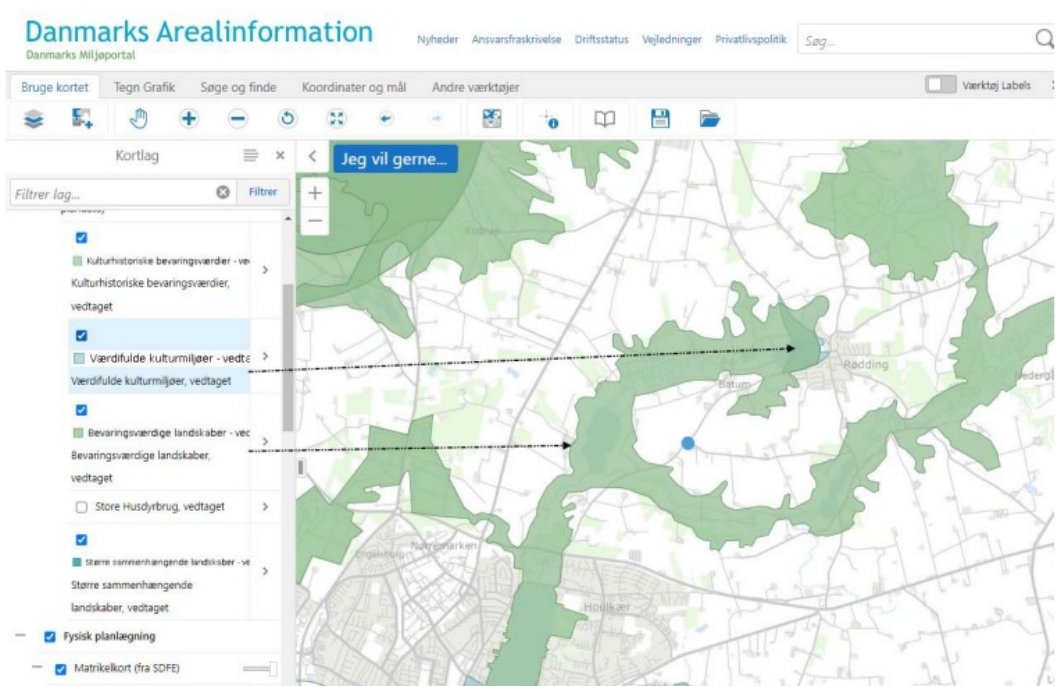 Danmarks Arealinformation
Danmarks Miljøportal
Nyheder Ansvarsfraskrivelse Driftsstatus Vejledninger Privatlivspolitik Søg...
Bruge kortet Tegn Grafik Søge og finde Koordinater og mål Andre værktøjer Værktøj Labels
Kortlag
Jeg vil gerne...
Filtrer lag... Filtrer
Kulturhistoriske bevaringsværdier - ve
Kulturhistoriske bevaringsværdier,
vedtaget
Værdifulde kulturmiljøer - vedta
Værdifulde kulturmiljøer, vedtaget
Bevaringsværdige landskaber - vec
Bevaringsværdige landskaber,
vedtaget
Store Husdyrbrug, vedtaget
Større sammenhængende landskaber - ve
Større sammenhængende
landskaber, vedtaget
Fysisk planlægning
Matrikelkort (fra SDFE)
Rødding
Batum
Nørremarken
Houlkær